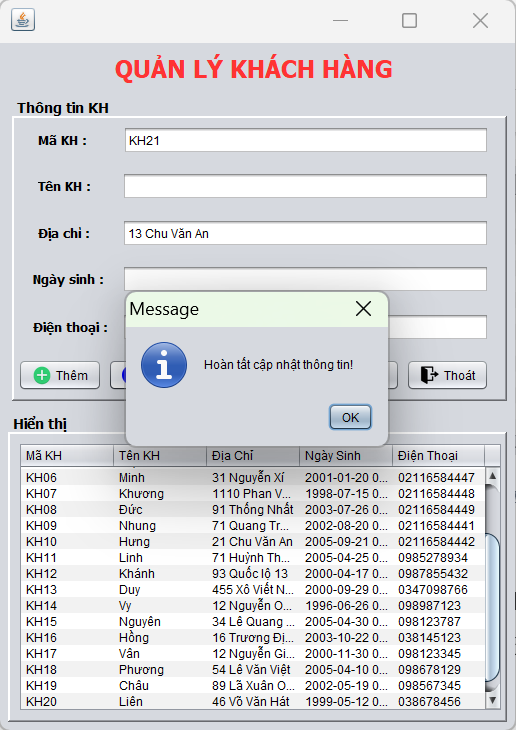 QUẢN LÝ KHÁCH HÀNG
Thông tin KH
Mã KH : KH21
Tên KH :
Địa chỉ : 13 Chu Văn An
Ngày sinh :
Điện thoại :
Message
Hoàn tất cập nhật thông tin!
OK
Thêm Thoát
Hiển thị
Mã KH Tên KH Địa Chỉ Ngày Sinh Điện Thoại
KH06 Minh 31 Nguyễn Xí 2001-01-20 0... 02116584447
KH07 Khương 1110 Phan V... 1998-07-15 0... 02116584448
KH08 Đức 91 Thống Nhất 2003-07-26 0... 02116584449
KH09 Nhung 71 Quang Tr... 2002-08-20 0... 02116584441
KH10 Hưng 21 Chu Văn An 2005-09-21 0... 02116584442
KH11 Linh 71 Huỳnh Th... 2005-04-25 0... 0985278934
KH12 Khánh 93 Quốc lộ 13 2000-04-17 0... 0987855432
KH13 Duy 455 Xô Viết N... 2000-09-29 0... 0347098766
KH14 Vy 12 Nguyễn O... 1996-06-26 0... 098987123
KH15 Nguyên 34 Lê Quang ... 2005-04-30 0... 098123787
KH16 Hồng 16 Trương Đị... 2003-10-22 0... 038145123
KH17 Vân 12 Nguyễn Gi... 2000-11-30 0... 098123345
KH18 Phương 54 Lê Văn Việt 2005-04-10 0... 098678129
KH19 Châu 89 Lã Xuân O... 2002-05-19 0... 098567345
KH20 Liên 46 Võ Văn Hát 1999-05-12 0... 038678456